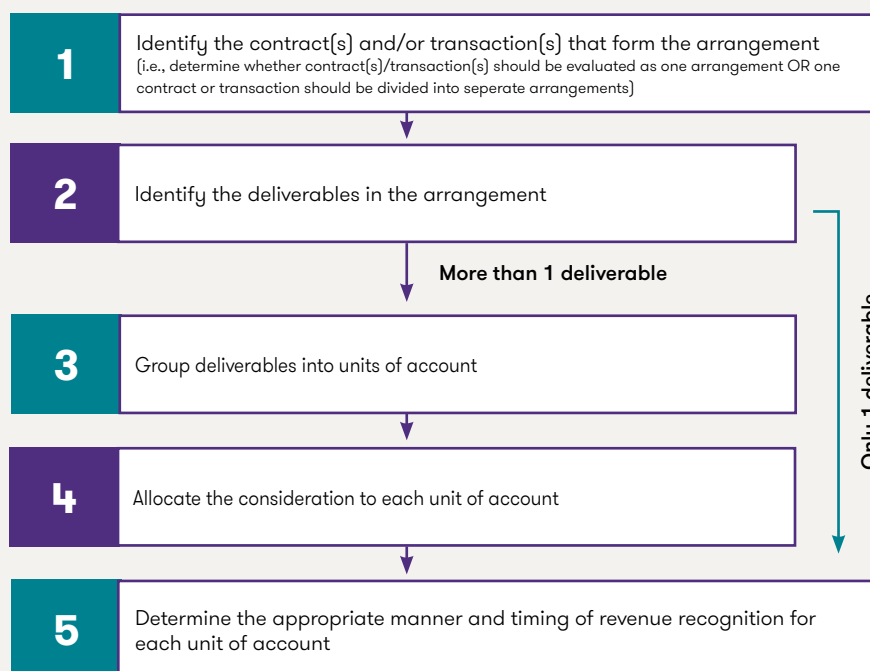 1
Identify the contract(s) and/or transaction(s) that form the arrangement
(i.e., determine whether contract(s)/transaction(s) should be evaluated as one arrangement OR one
contract or transaction should be divided into seperate arrangements)
2
Identify the deliverables in the arrangement
More than 1 deliverable
Only 1 deliverable
3
Group deliverables into units of account
4
Allocate the consideration to each unit of account
5
Determine the appropriate manner and timing of revenue recognition for
each unit of account